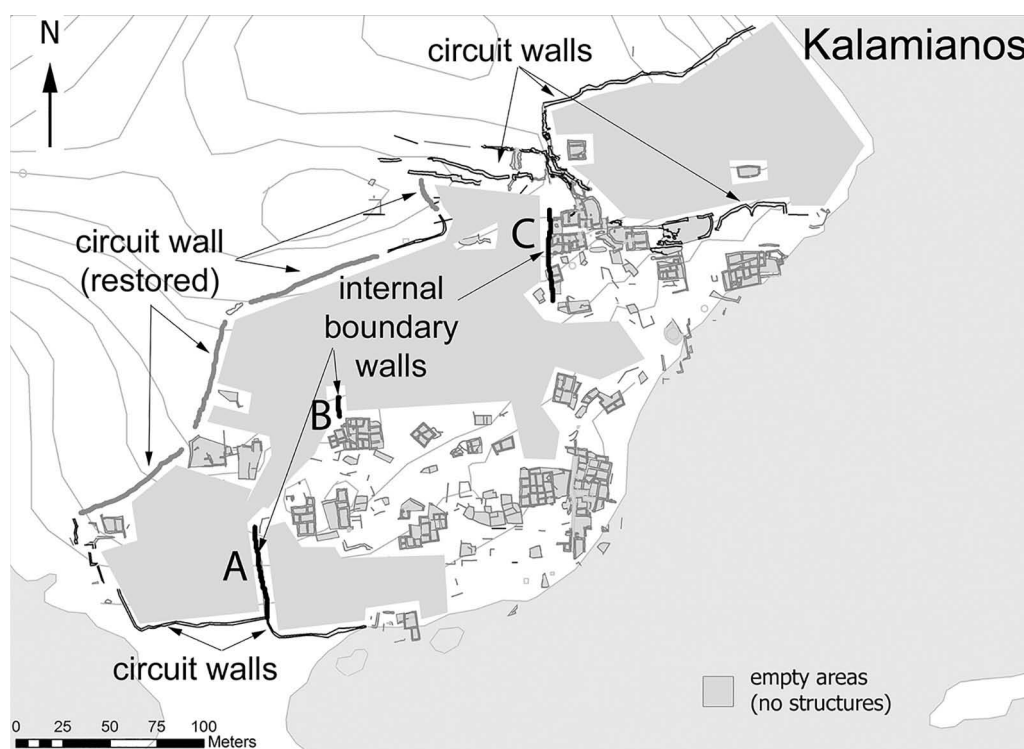 Kalamianos
N
circuit walls
circuit wall
(restored)
C
internal
boundary
walls
B
A
circuit walls
empty areas
(no structures)
0 25 50 75 100
Meters